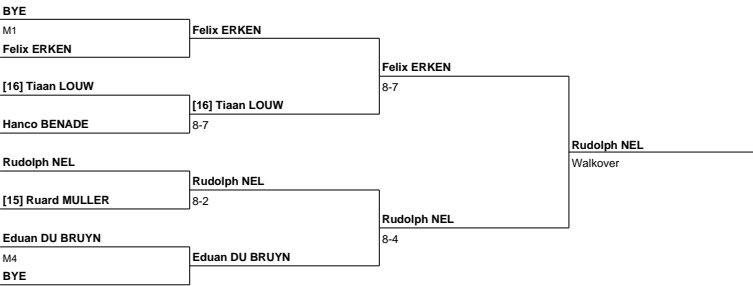 BYE
M1
Felix ERKEN
Felix ERKEN
[16] Tiaan LOUW
Hanco BENADE
[16] Tiaan LOUW
8-7
Felix ERKEN
8-7
Rudolph NEL
[15] Ruard MULLER
Rudolph NEL
8-2
Eduan DU BRUYN
M4
BYE
Eduan DU BRUYN
Rudolph NEL
8-4
Rudolph NEL
Walkover